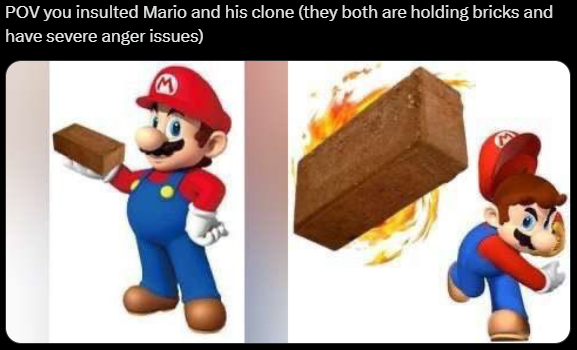 POV you insulted Mario and his clone (they both are holding bricks and
have severe anger issues)
M
M